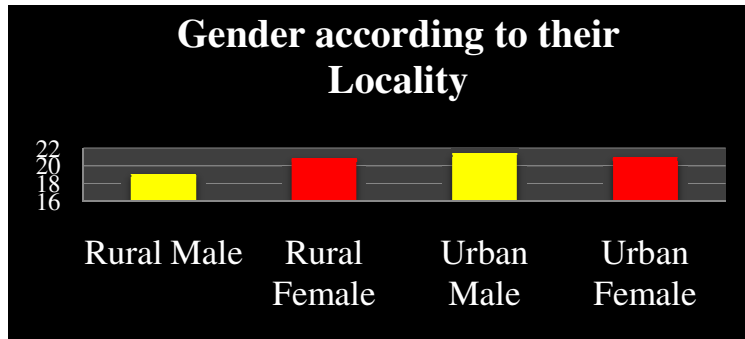 Gender according to their
Locality
22
20
18
16
Rural Male
Rural
Female
Urban
Male
Urban
Female